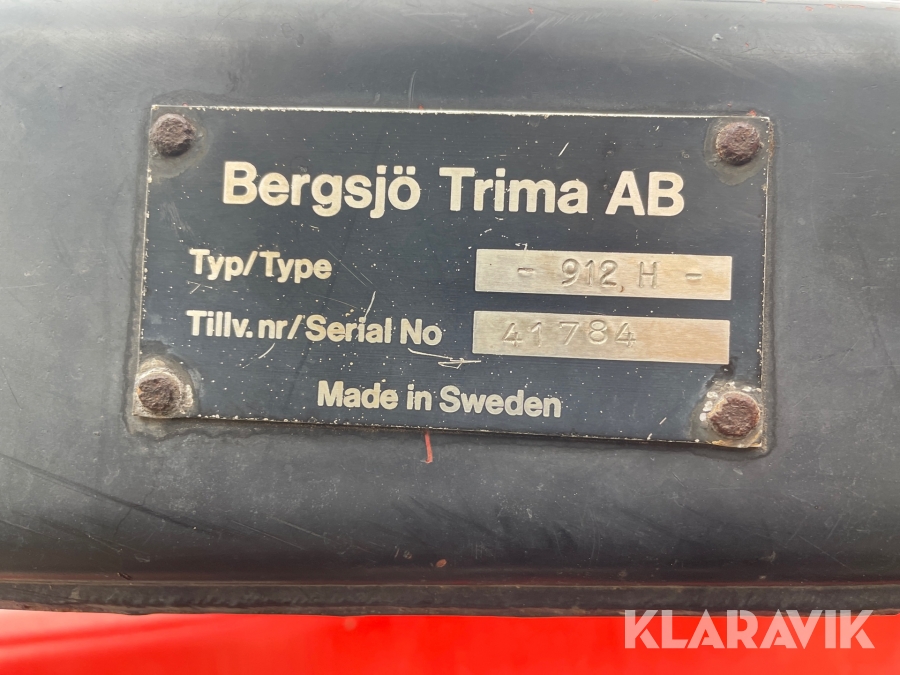 Bergsjö Trima AB
Typ/Type - 912, H -
Tillv. nr/Serial No 41784
Made in Sweden
KLARAVIK